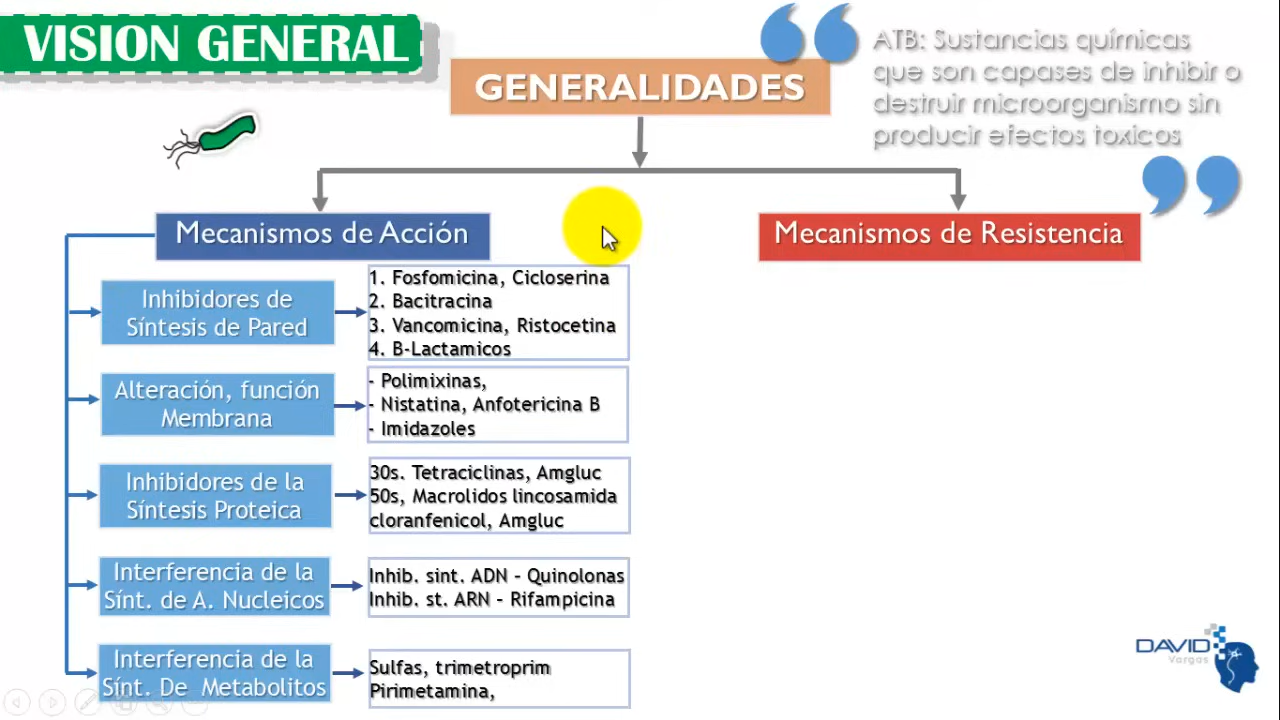 VISION GENERAL
GENERALIDADES
ATB: Sustancias químicas
que son capases de inhibir o
destruir microorganismo sin
producir efectos toxicos
Mecanismos de Acción
Mecanismos de Resistencia
Inhibidores de
Síntesis de Pared
1. Fosfomicina, Cicloserina
2. Bacitracina
3. Vancomicina, Ristocetina
4. B-Lactamicos
Alteración, función
Membrana
- Polimixinas,
- Nistatina, Anfotericina B
- Imidazoles
Inhibidores de la
Síntesis Proteica
30s. Tetraciclinas, Amgluc
50s, Macrolidos lincosamida
cloranfenicol, Amgluc
Interferencia de la
Sínt. de A. Nucleicos
Inhib. sint. ADN – Quinolonas
Inhib. st. ARN – Rifampicina
Interferencia de la
Sínt. De Metabolitos
Sulfas, trimetroprim
Pirimetamina,
DAVID
Vargas